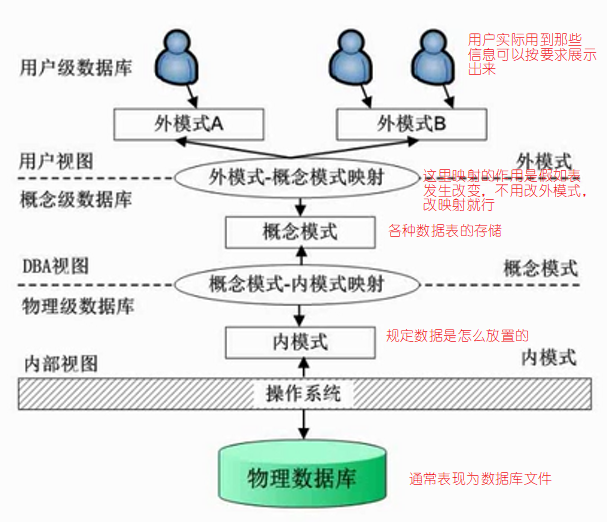 用户实际用到那些
信息可以按要求展示
出来
用户级数据库
外模式A
外模式B
用户视图
外模式
外模式-概念模式映射
这里映射的作用是假如表
发生改变，不用改外模式，
改映射就行
概念级数据库
概念模式
各种数据表的存储
DBA视图
概念模式
概念模式-内模式映射
物理级数据库
内模式
规定数据是怎么放置的
内部视图
内模式
操作系统
物理数据库
通常表现为数据库文件